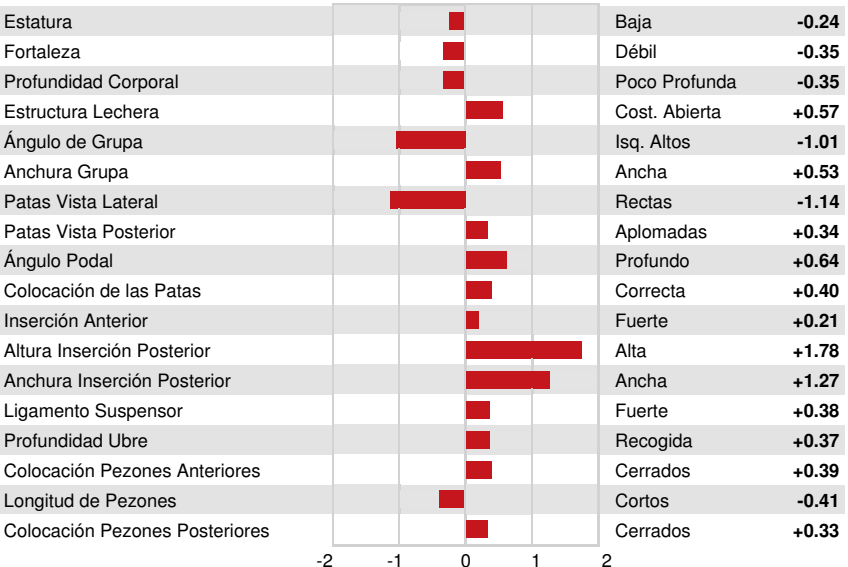 Estatura Baja -0.24
Fortaleza Débil -0.35
Profundidad Corporal Poco Profunda -0.35
Estructura Lechera Cost. Abierta +0.57
Ángulo de Grupa Isq. Altos -1.01
Anchura Grupa Ancha +0.53
Patas Vista Lateral Rectas -1.14
Patas Vista Posterior Aplomadas +0.34
Ángulo Podal Profundo +0.64
Colocación de las Patas Correcta +0.40
Inserción Anterior Fuerte +0.21
Altura Inserción Posterior Alta +1.78
Anchura Inserción Posterior Ancha +1.27
Ligamento Suspensor Fuerte +0.38
Profundidad Ubre Recogida +0.37
Colocación Pezones Anteriores Cerrados +0.39
Longitud de Pezones Cortos -0.41
Colocación Pezones Posteriores Cerrados +0.33
-2 -1 0 1 2